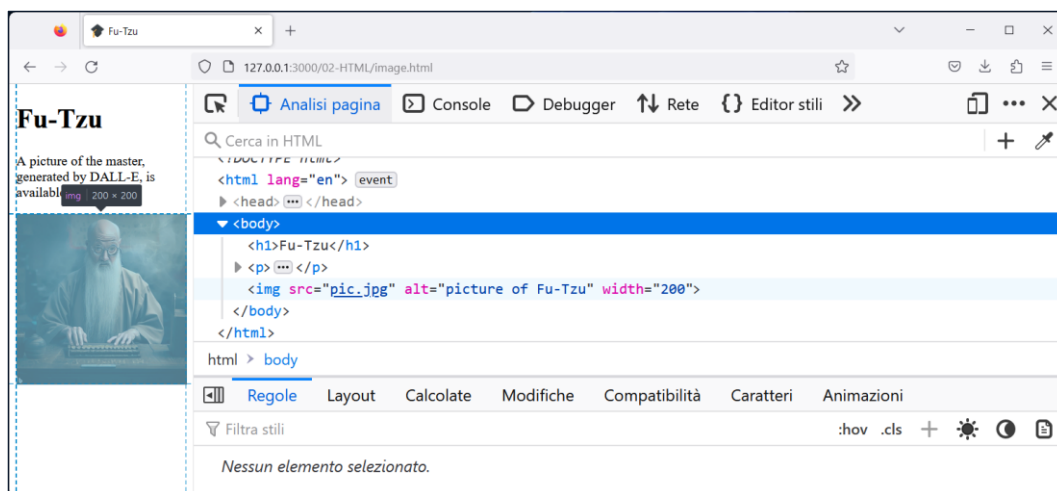 Fu-Tzu
127.0.0.1:3000/02-HTML/image.html
Fu-Tzu
A picture of the master,
generated by DALL-E, is
img 200 × 200
Analisi pagina Console Debugger Rete Editor stili
Cerca in HTML
<!DOCTYPE html>
<html lang="en"> event
<head> ••• </head>
<body>
<h1>Fu-Tzu</h1>
<p> ••• </p>
<img src="pic.jpg" alt="picture of Fu-Tzu" width="200">
</body>
</html>
html > body
Regole Layout Calcolate Modifiche Compatibilità Caratteri Animazioni
Filtra stili :hov .cls
Nessun elemento selezionato.